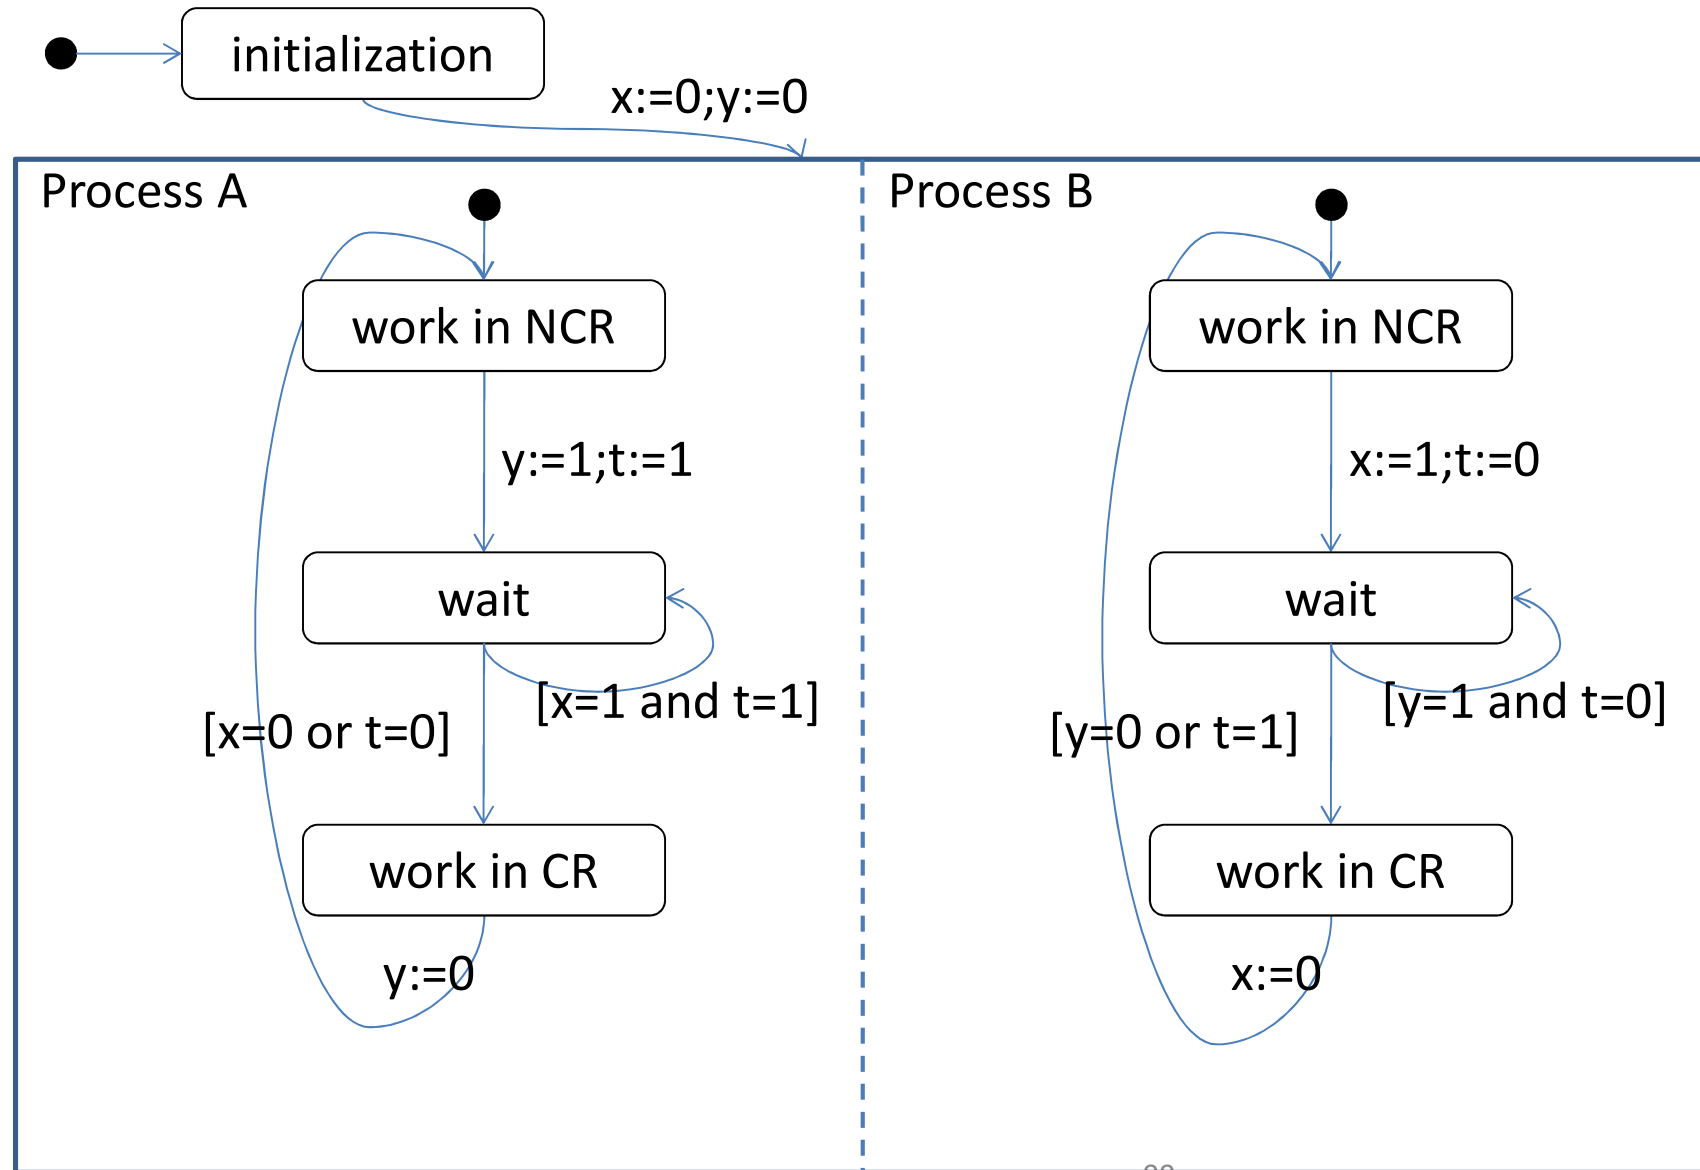 initialization
x:=0;y:=0
Process A
work in NCR
y:=1;t:=1
wait
[x=1 and t=1]
[x=0 or t=0]
work in CR
y:=0
Process B
work in NCR
x:=1;t:=0
wait
[y=1 and t=0]
[y=0 or t=1]
work in CR
x:=0